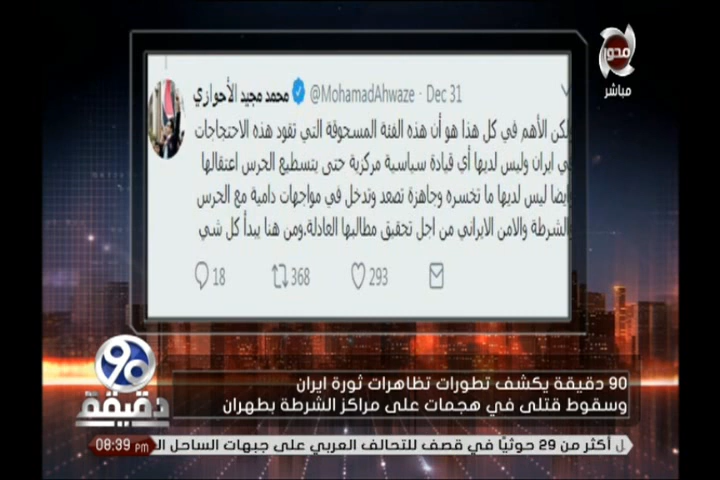 محور
مباشر
محمد مجيد الأحوازي @MohamadAhwaze · Dec 31
لكن الأهم في كل هذا هو أن هذه الفئة المسحوقة التي تقود هذه الاحتجاجات
في ايران وليس لديها أي قيادة سياسية مركزية حتى يتسطيع الحرس اعتقالها
ايضا ليس لديها ما تخسره وجاهزة تصعد وتدخل في مواجهات دامية مع الحرس
الشرطة والامن الايراني من اجل تحقيق مطالبها العادلة.ومن هنا يبدأ كل شي
18 368 293
90 دقيقة
90 دقيقة يكشف تطورات تظاهرات ثورة ايران
وسقوط قتلى في هجمات على مراكز الشرطة بطهران
08:39 pm
ل أكثر من 29 حوثيًا في قصف للتحالف العربي على جبهات الساحل ال